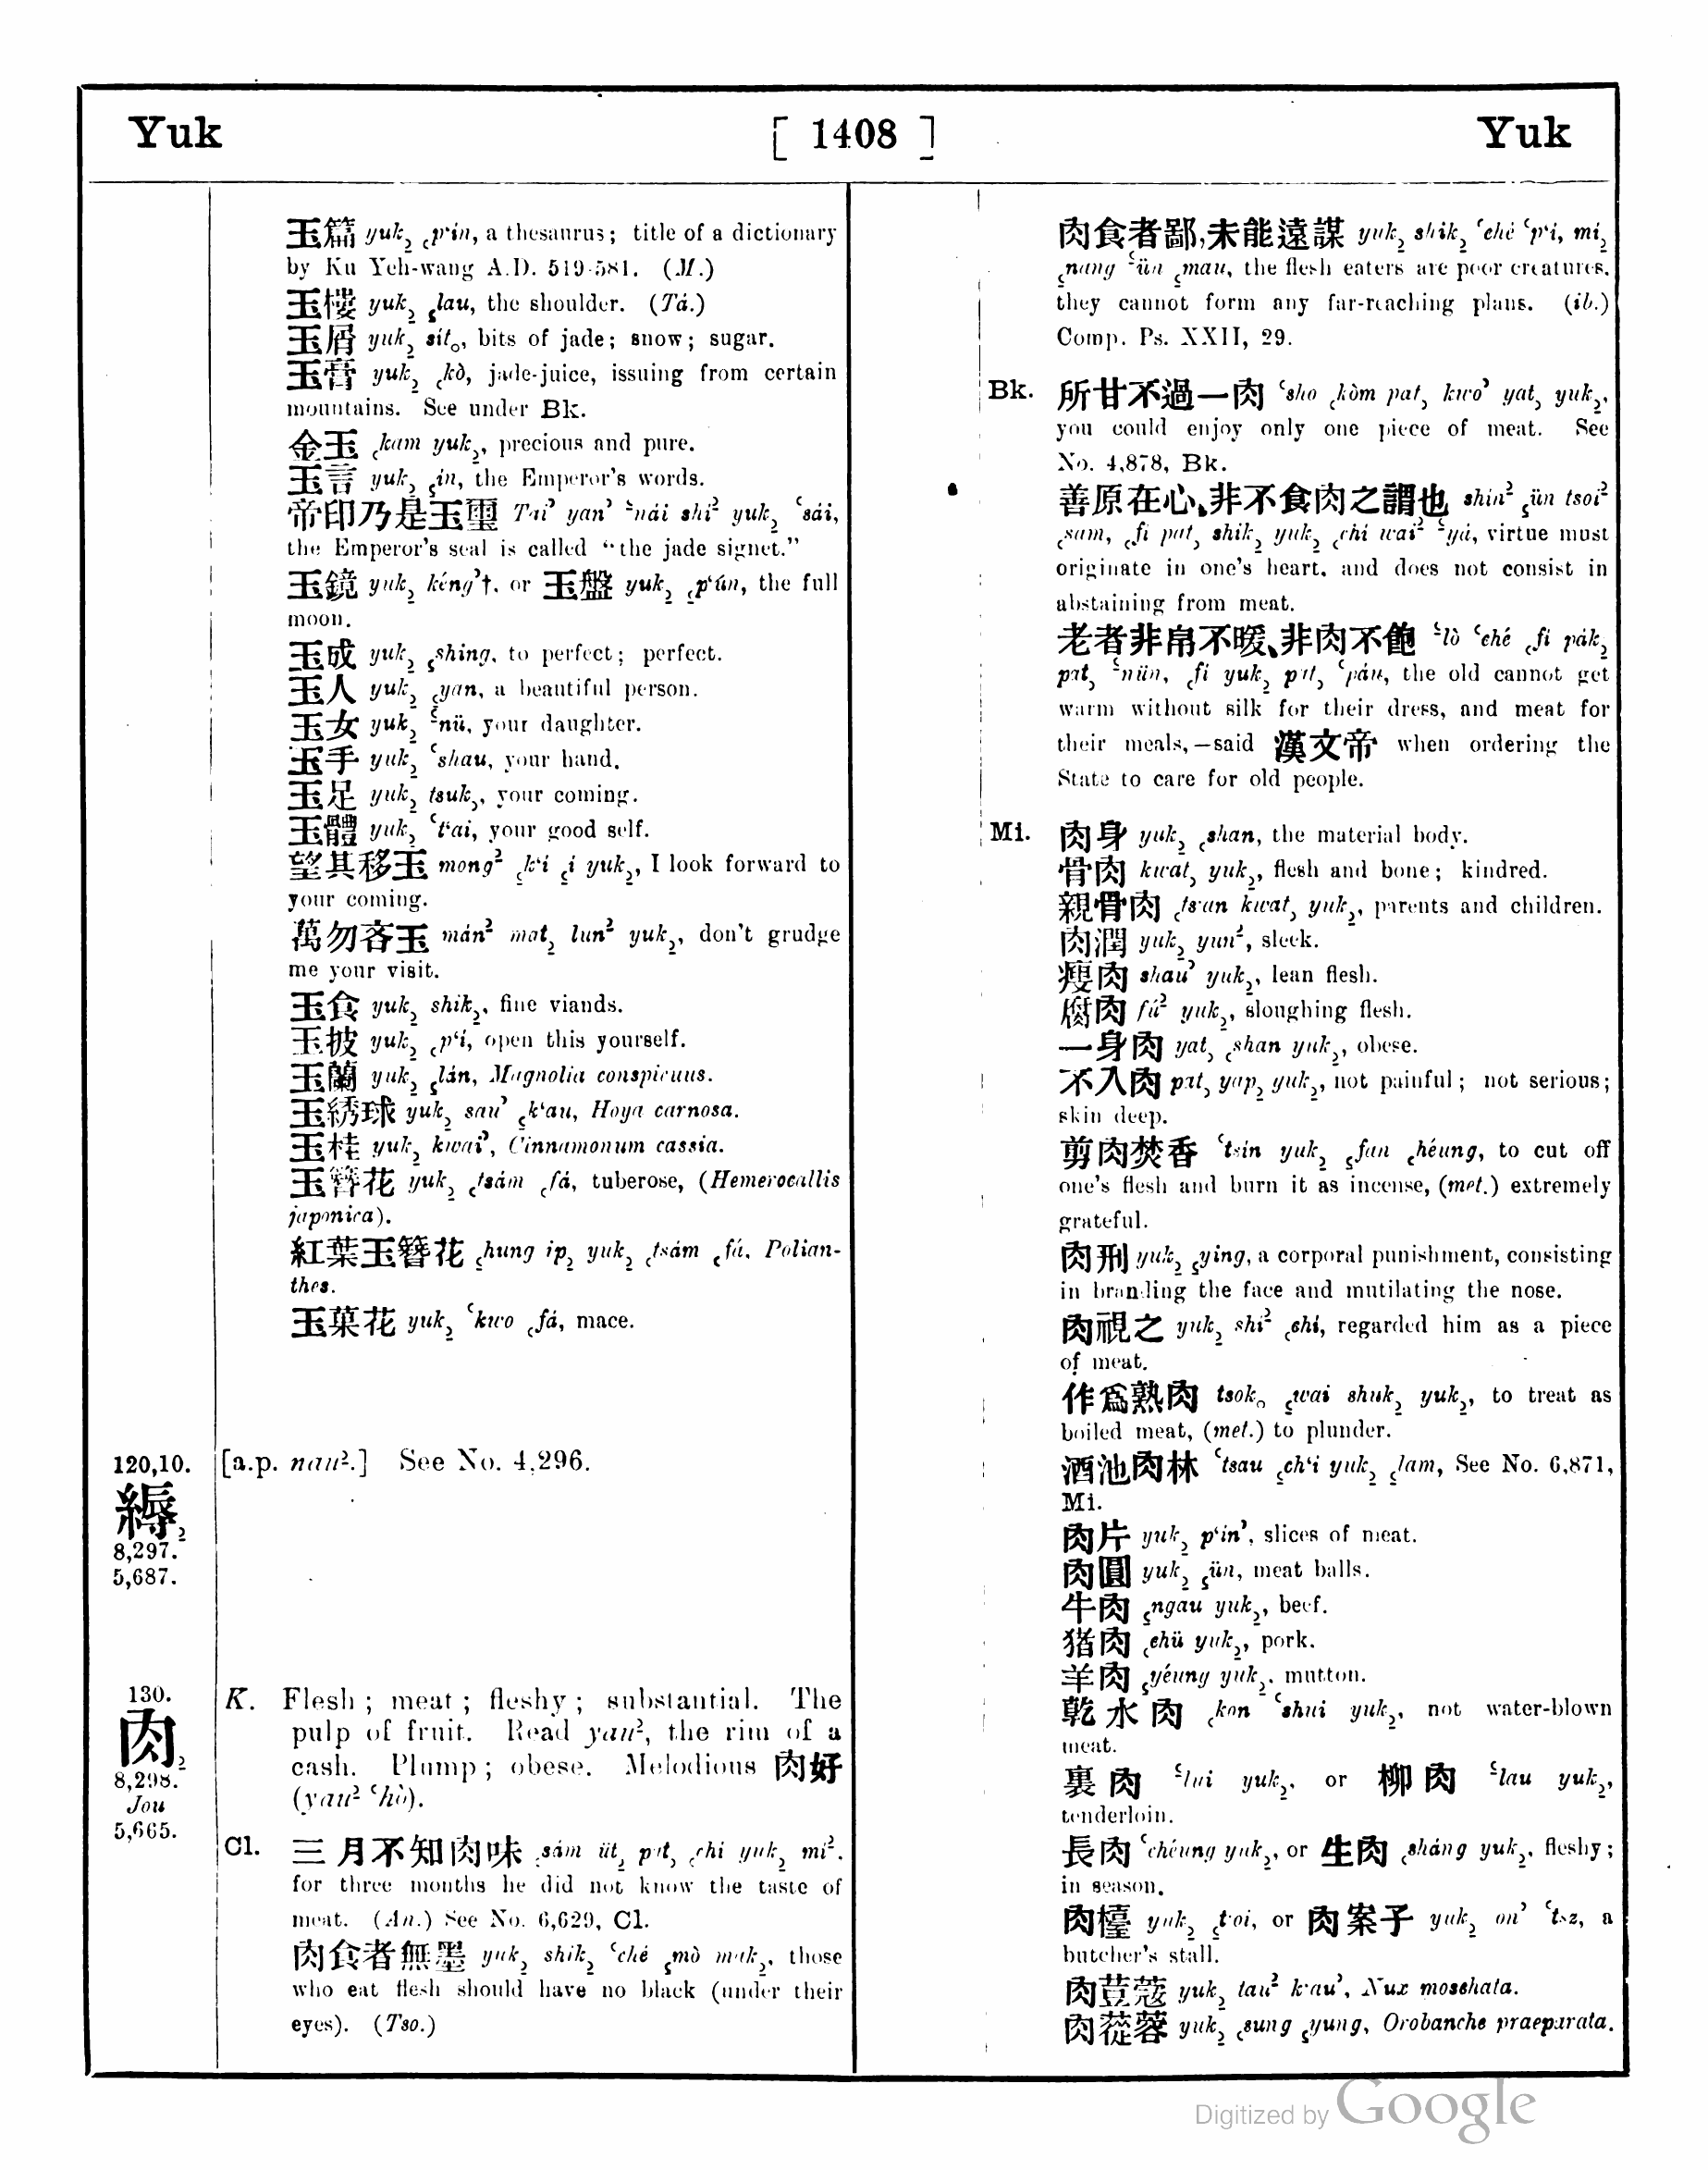 Yuk [ 1408 ] Yuk
玉篇 yuk₂ ꜀p‘in, a thesaurus; title of a dictionary
by Ku Yeh-wang A.D. 519-581. (M.)
玉樓 yuk₂ ꜁lau, the shoulder. (Tá.)
玉屑 yuk₂ sít₀, bits of jade; snow; sugar.
玉膏 yuk₂ ꜀kò, jade-juice, issuing from certain
mountains. See under Bk.
金玉 ꜀kam yuk₂, precious and pure.
玉言 yuk₂ ꜁in, the Emperor's words.
帝印乃是玉璽 Tai’ yan’ ꜃nái shi² yuk₂ ‘sái,
the Emperor's seal is called “the jade signet.”
玉鏡 yuk₂ kéng’†, or 玉盤 yuk₂ ꜁p‘ún, the full
moon.
玉成 yuk₂ ꜁shing, to perfect; perfect.
玉人 yuk₂ ꜁yan, a beautiful person.
玉女 yuk₂ ꜃nü, your daughter.
玉手 yuk₂ ‘shau, your hand.
玉足 yuk₂ tsuk₎, your coming.
玉體 yuk₂ ‘t‘ai, your good self.
望其移玉 mong² ꜁k‘i ꜁i yuk₂, I look forward to
your coming.
萬勿吝玉 mán² mat₂ lun² yuk₂, don't grudge
me your visit.
玉食 yuk₂ shik₂, fine viands.
玉披 yuk₂ ꜀p‘i, open this yourself.
玉蘭 yuk₂ ꜁lán, Magnolia conspicuus.
玉綉球 yuk₂ sau’ ꜁k‘au, Hoya carnosa.
玉桂 yuk₂ kwai’, Cinnamonum cassia.
玉簪花 yuk₂ ꜀tsám ꜀fá, tuberose, (Hemerocallis
japonica).
紅葉玉簪花 ꜁hung ip₂ yuk₂ ꜀tsám ꜀fá, Polian-
thes.
玉菓花 yuk₂ ‘kwo ꜀fá, mace.
120,10. [a.p. nau².] See No. 4,296.
縟₂
8,297.
5,687.
130.
肉₂
8,298.
Jou
5,665.
K. Flesh; meat; fleshy; substantial. The
pulp of fruit. Read yau², the rim of a
cash. Plump; obese. Melodious 肉好
(yau² ‘hò).
Cl. 三月不知肉味 ꜀sám üt₂ pat₎ ꜀chi yuk₂ mi²,
for three months he did not know the taste of
meat. (An.) See No. 6,629, Cl.
肉食者無墨 yuk₂ shik₂ ‘ché ꜁mò mak₂, those
who eat flesh should have no black (under their
eyes). (Tso.)
肉食者鄙,未能遠謀 yuk₂ shik₂ ‘ché ‘p‘i, mi₂
꜁nang ꜃ün ꜁mau, the flesh eaters are poor creatures,
they cannot form any far-reaching plans. (ib.)
Comp. Ps. XXII, 29.
Bk. 所甘不過一肉 ‘sho ꜀kòm pat₎ kwo’ yat₎ yuk₂,
you could enjoy only one piece of meat. See
No. 4,878, Bk.
善原在心、非不食肉之謂也 shin² ꜁ün tsoi²
꜀sam, ꜀fi pat₎ shik₂ yuk₂ ꜀chi wai² ꜃yá, virtue must
originate in one's heart, and does not consist in
abstaining from meat.
老者非帛不暖、非肉不飽 ꜃lò ‘ché ꜀fi pák₂
pat₎ ꜃nün, ꜀fi yuk₂ pat₎ ‘páu, the old cannot get
warm without silk for their dress, and meat for
their meals,—said 漢文帝 when ordering the
State to care for old people.
Mi. 肉身 yuk₂ ꜀shan, the material body.
骨肉 kwat₎ yuk₂, flesh and bone; kindred.
親骨肉 ꜀ts‘an kwat₎ yuk₂, parents and children.
肉潤 yuk₂ yun², sleek.
瘦肉 shau’ yuk₂, lean flesh.
腐肉 fú² yuk₂, sloughing flesh.
一身肉 yat₎ ꜀shan yuk₂, obese.
不入肉 pat₎ yap₂ yuk₂, not painful; not serious;
skin deep.
剪肉焚香 ‘tsin yuk₂ ꜁fan ꜀héung, to cut off
one's flesh and burn it as incense, (met.) extremely
grateful.
肉刑 yuk₂ ꜁ying, a corporal punishment, consisting
in branding the face and mutilating the nose.
肉視之 yuk₂ shi² ꜀chi, regarded him as a piece
of meat.
作爲熟肉 tsok₀ ꜁wai shuk₂ yuk₂, to treat as
boiled meat, (met.) to plunder.
酒池肉林 ‘tsau ꜁ch‘i yuk₂ ꜁lam, See No. 6,871,
Mi.
肉片 yuk₂ p‘in’, slices of meat.
肉圓 yuk₂ ꜁ün, meat balls.
牛肉 ꜁ngau yuk₂, beef.
猪肉 ꜀chü yuk₂, pork.
羊肉 ꜁yéung yuk₂, mutton.
乾水肉 ꜀kon ‘shui yuk₂, not water-blown
meat.
裏肉 ꜃lui yuk₂, or 柳肉 ꜃lau yuk₂,
tenderloin.
長肉 ‘chéung yuk₂, or 生肉 ꜀sháng yuk₂, fleshy;
in season.
肉檯 yuk₂ ꜁t‘oi, or 肉案子 yuk₂ on’ ‘tsz, a
butcher's stall.
肉荳蔻 yuk₂ tau² k‘au’, Nux moschata.
肉蓯蓉 yuk₂ ꜀sung ꜁yung, Orobanche praeparata.
Digitized by Google